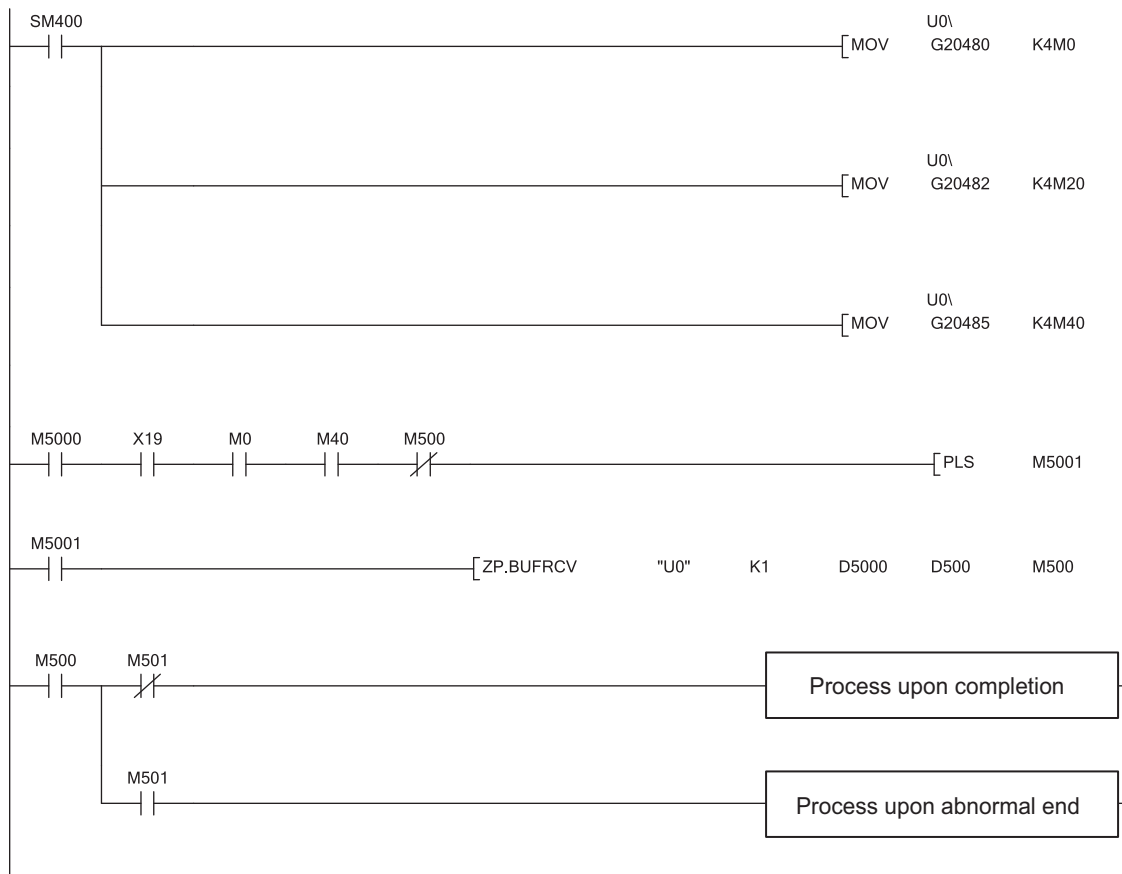 SM400
U0\
MOV G20480 K4M0
U0\
MOV G20482 K4M20
U0\
MOV G20485 K4M40
M5000 X19 M0 M40 M500
PLS M5001
M5001
ZP.BUFRCV "U0" K1 D5000 D500 M500
M500 M501
Process upon completion
M501
Process upon abnormal end